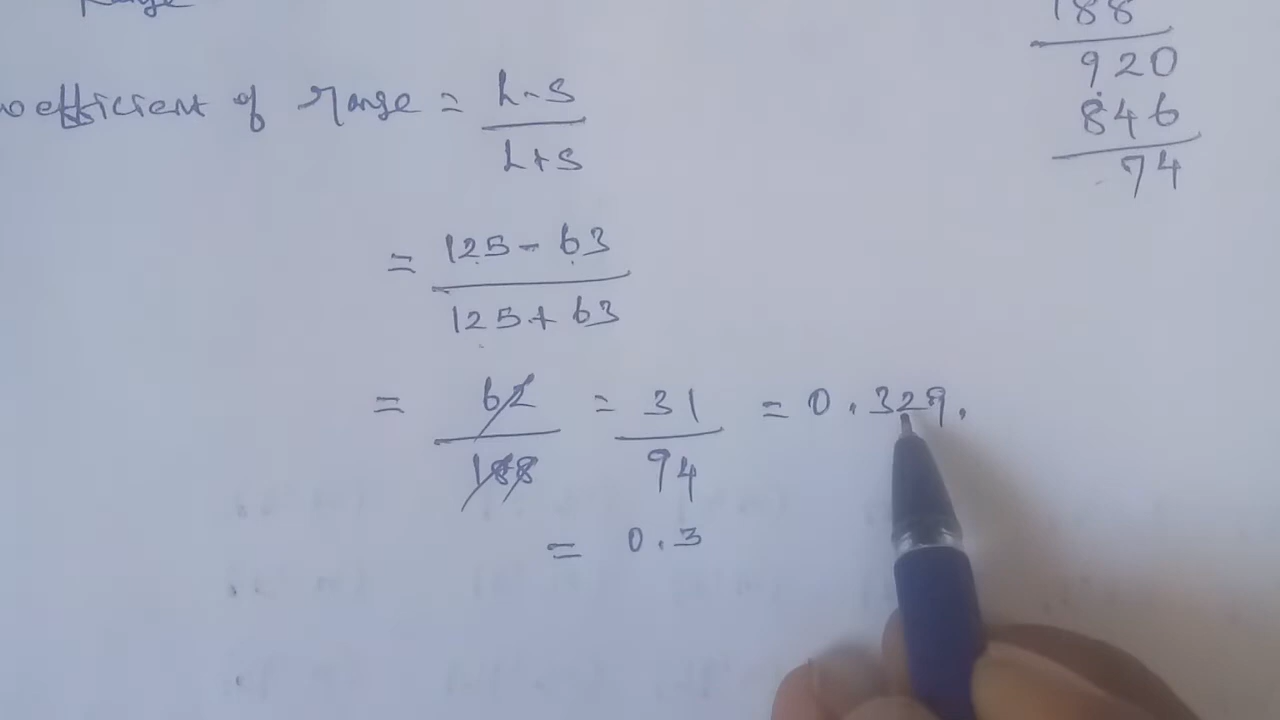 Range
oefficient of range = L-S
L+S
= 125-63
125+63
= 62 = 31 = 0.329.
188 94
= 0.3
188
920
846
74